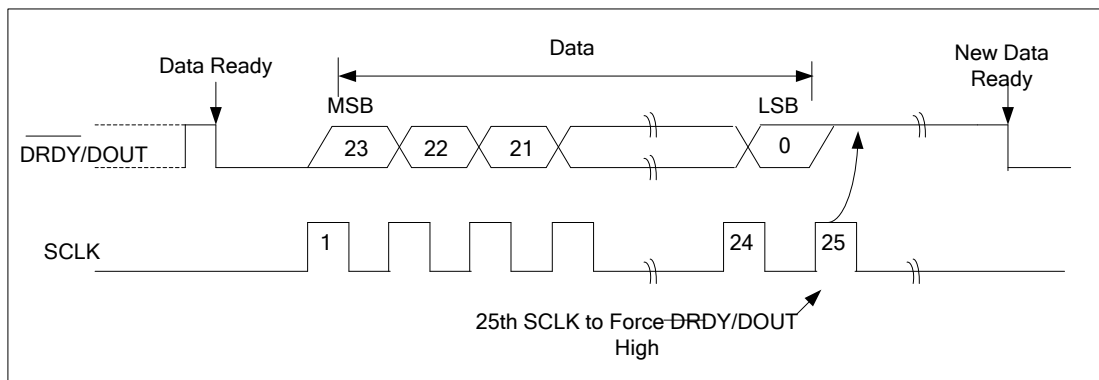 Data
Data Ready
New Data
Ready
MSB
LSB
DRDY/DOUT
23
22
21
0
SCLK
1
24
25
25th SCLK to Force DRDY/DOUT
High